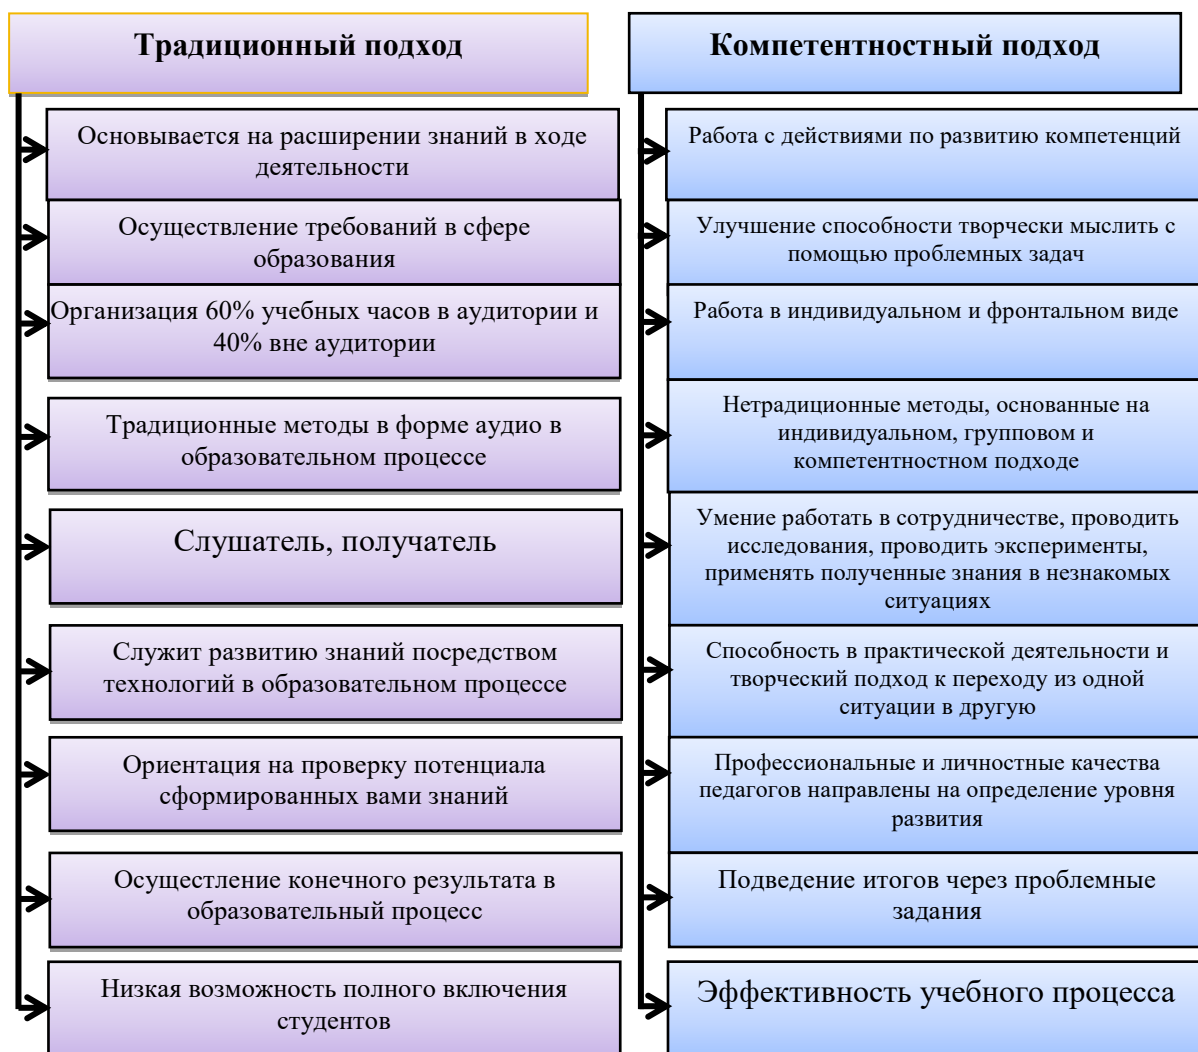 Традиционный подход
Основывается на расширении знаний в ходе
деятельности
Осуществление требований в сфере
образования
Организация 60% учебных часов в аудитории и
40% вне аудитории
Традиционные методы в форме аудио в
образовательном процессе
Слушатель, получатель
Служит развитию знаний посредством
технологий в образовательном процессе
Ориентация на проверку потенциала
сформированных вами знаний
Осущестление конечного результата в
образовательный процесс
Низкая возможность полного включения
студентов
Компетентностный подход
Работа с действиями по развитию компетенций
Улучшение способности творчески мыслить с
помощью проблемных задач
Работа в индивидуальном и фронтальном виде
Нетрадиционные методы, основанные на
индивидуальном, групповом и
компетентностном подходе
Умение работать в сотрудничестве, проводить
исследования, проводить эксперименты,
применять полученные знания в незнакомых
ситуациях
Способность в практической деятельности и
творческий подход к переходу из одной
ситуации в другую
Профессиональные и личностные качества
педагогов направлены на определение уровня
развития
Подведение итогов через проблемные
задания
Эффективность учебного процесса